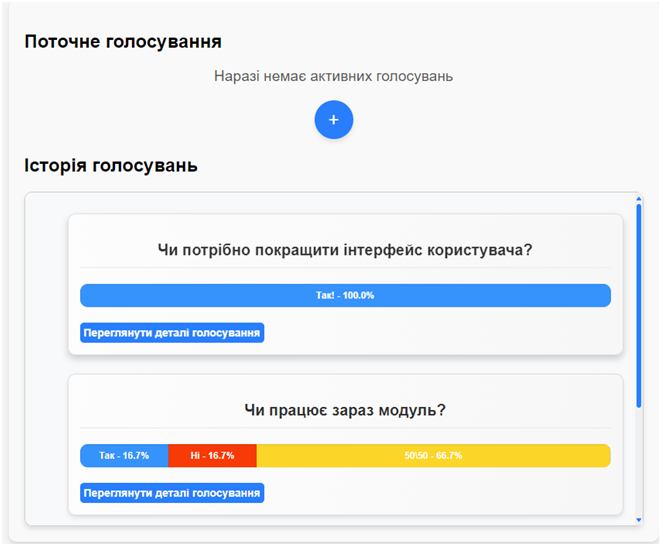 Поточне голосування
Наразі немає активних голосувань
+
Історія голосувань
Чи потрібно покращити інтерфейс користувача?
Так! - 100.0%
Переглянути деталі голосування
Чи працює зараз модуль?
Так - 16.7% Ні - 16.7% 50\50 - 66.7%
Переглянути деталі голосування